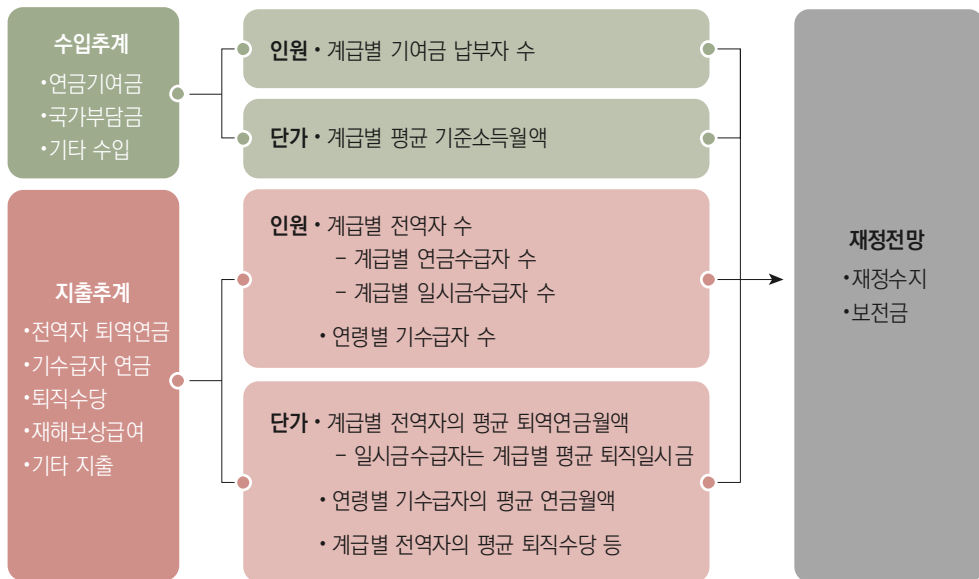 수입추계
•연금기여금
•국가부담금
•기타 수입
인원 • 계급별 기여금 납부자 수
단가 • 계급별 평균 기준소득월액
지출추계
•전역자 퇴역연금
•기수급자 연금
•퇴직수당
•재해보상급여
•기타 지출
인원 • 계급별 전역자 수
– 계급별 연금수급자 수
– 계급별 일시금수급자 수
• 연령별 기수급자 수
단가 • 계급별 전역자의 평균 퇴역연금월액
– 일시금수급자는 계급별 평균 퇴직일시금
• 연령별 기수급자의 평균 연금월액
• 계급별 전역자의 평균 퇴직수당 등
재정전망
•재정수지
•보전금